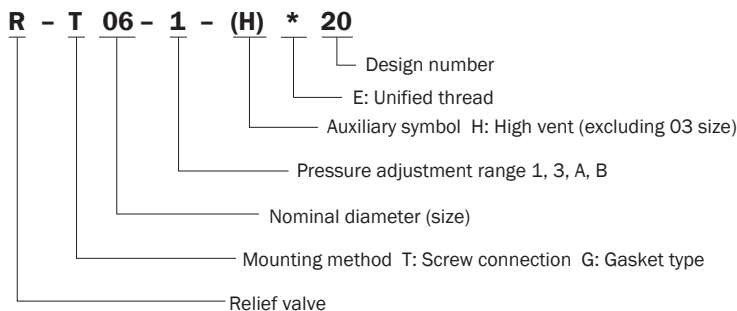 R – T 06 – 1 – (H) * 20
Design number
E: Unified thread
Auxiliary symbol H: High vent (excluding 03 size)
Pressure adjustment range 1, 3, A, B
Nominal diameter (size)
Mounting method T: Screw connection G: Gasket type
Relief valve